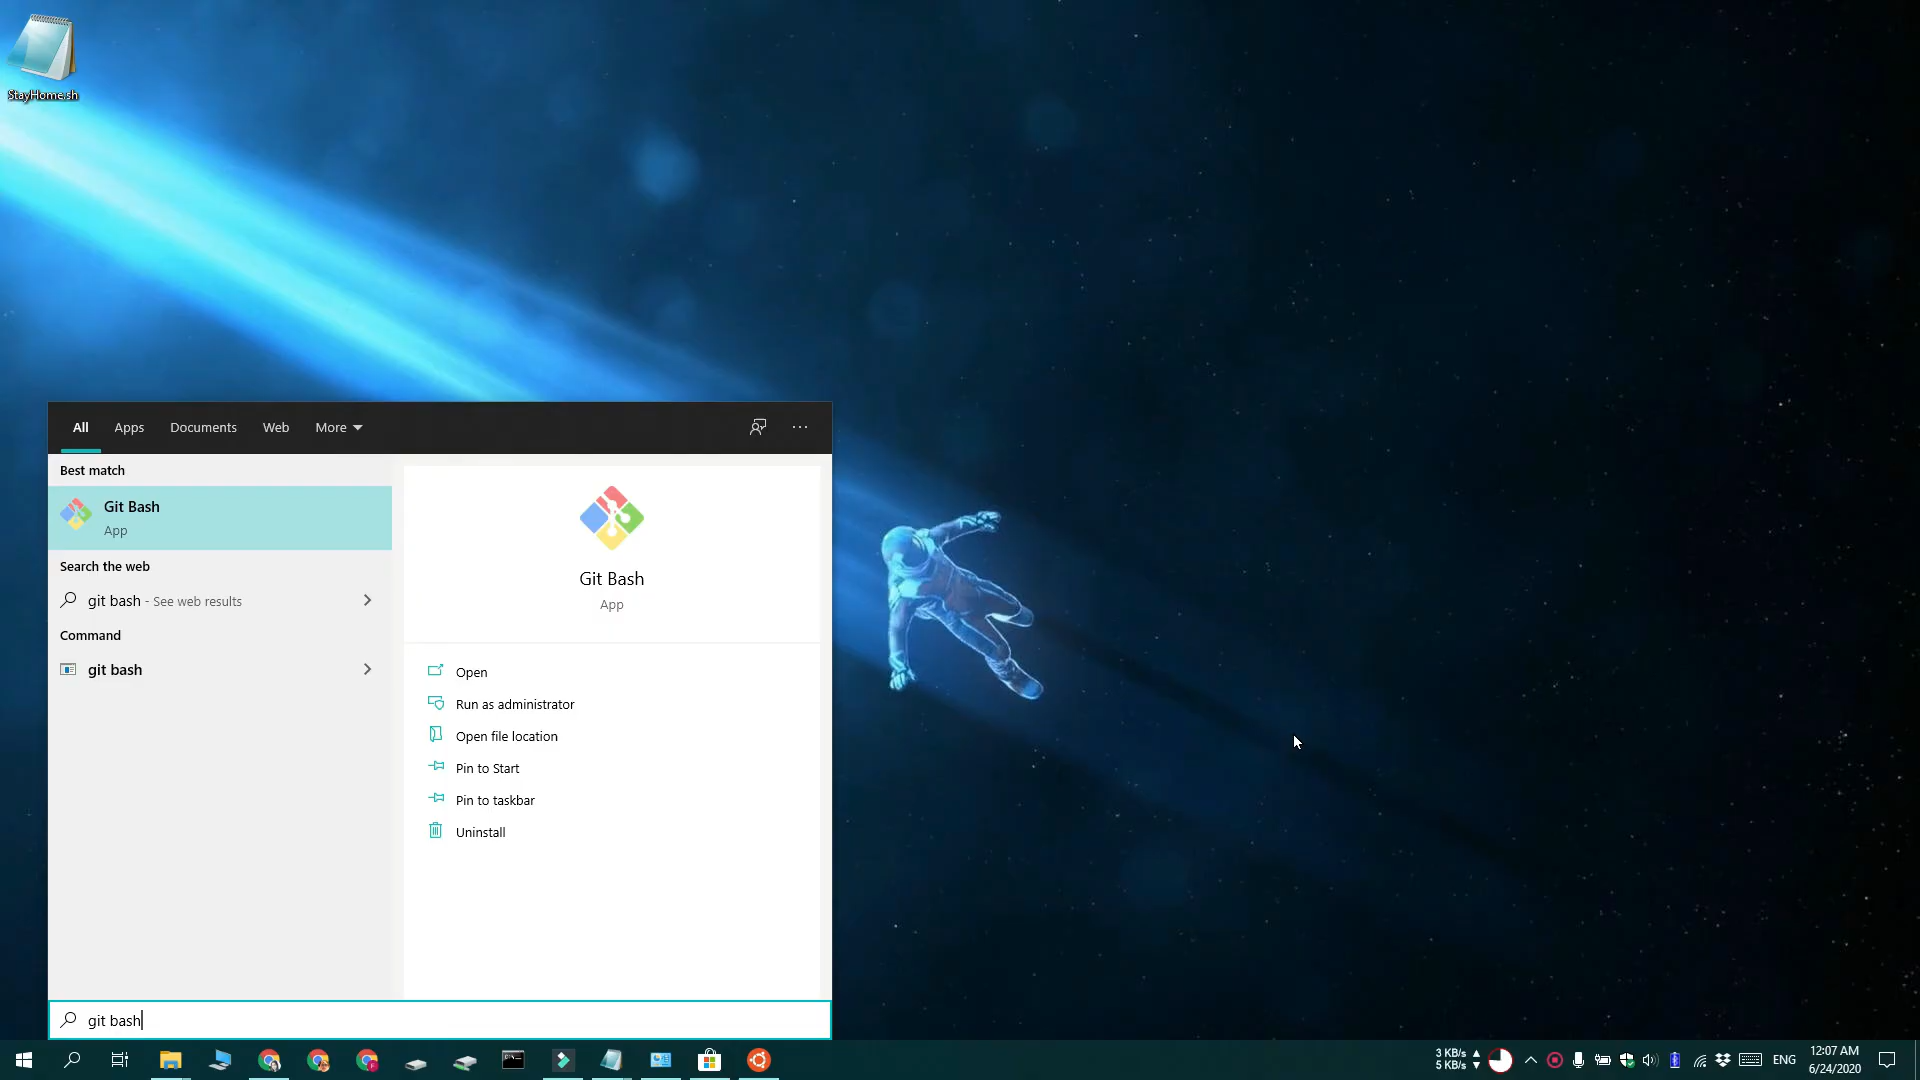 StayHome.sh
All Apps Documents Web More
Best match
Git Bash
App
Search the web
git bash - See web results
Command
git bash
Git Bash
App
Open
Run as administrator
Open file location
Pin to Start
Pin to taskbar
Uninstall
git bash
3 KB/s
5 KB/s
ENG
12:07 AM
6/24/2020